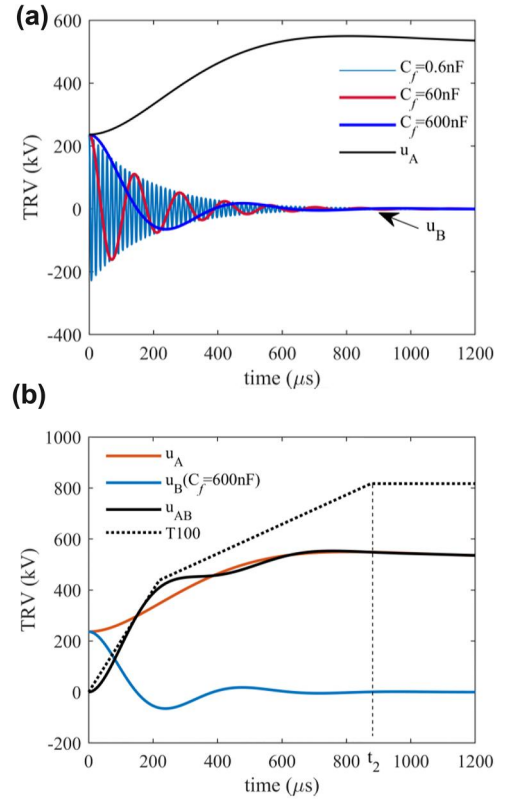 (a)
600
400
200
0
-200
-400
TRV (kV)
C_f=0.6nF
C_f=60nF
C_f=600nF
u_A
u_B
0 200 400 600 800 1000 1200
time (μs)
(b)
1000
800
600
400
200
0
-200
TRV (kV)
u_A
u_B(C_f=600nF)
u_AB
T100
0 200 400 600 800 t_2 1000 1200
time (μs)